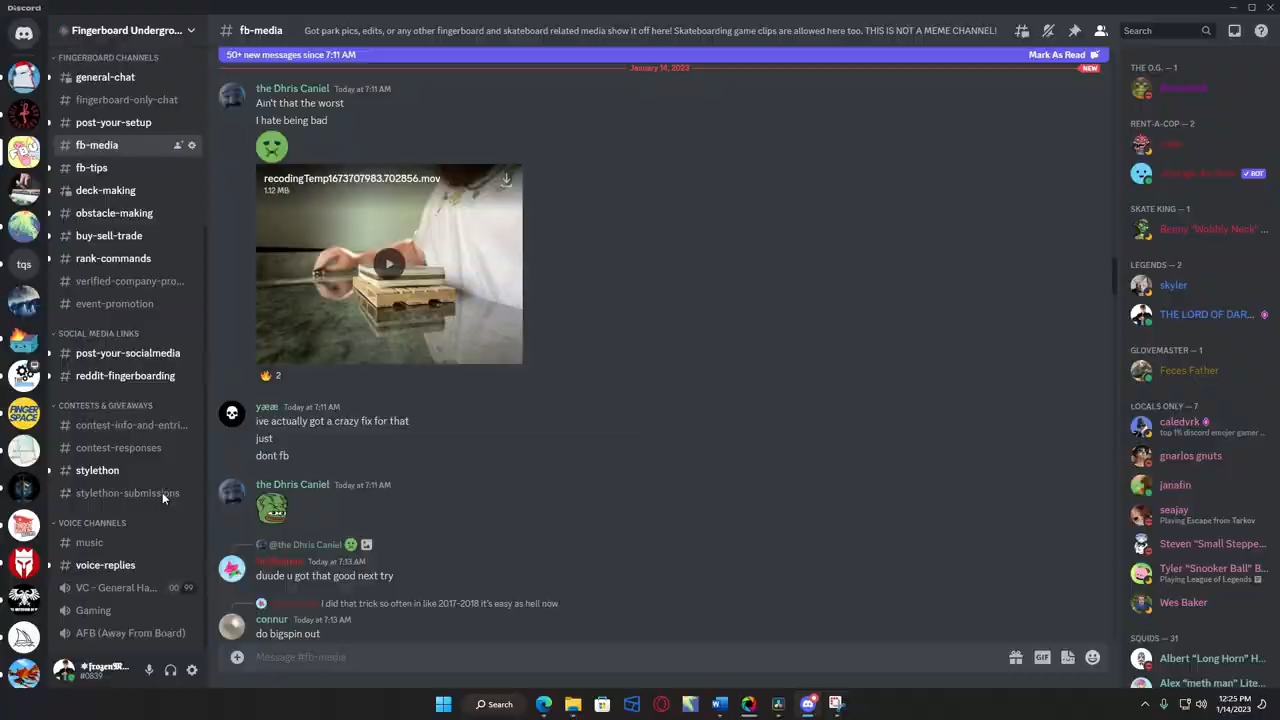 Discord
Fingerboard Undergro...
fb-media
Got park pics, edits, or any other fingerboard and skateboard related media show it off here! Skateboarding game clips are allowed here too. THIS IS NOT A MEME CHANNEL!
Search
FINGERBOARD CHANNELS
general-chat
fingerboard-only-chat
post-your-setup
fb-media
fb-tips
deck-making
obstacle-making
buy-sell-trade
rank-commands
verified-company-pro...
event-promotion
SOCIAL MEDIA LINKS
post-your-socialmedia
reddit-fingerboarding
CONTESTS & GIVEAWAYS
contest-info-and-entri...
contest-responses
stylethon
stylethon-submissions
VOICE CHANNELS
music
voice-replies
VC - General Ha... 00 99
Gaming
AFB (Away From Board)
#0839
tqs
FINGER
SPACE
50+ new messages since 7:11 AM
Mark As Read
January 14, 2023
NEW
the Dhris Caniel Today at 7:11 AM
Ain't that the worst
I hate being bad
recodingTemp1673707983.702856.mov
1.12 MB
2
yææ Today at 7:11 AM
ive actually got a crazy fix for that
just
dont fb
the Dhris Caniel Today at 7:11 AM
@the Dhris Caniel
Today at 7:13 AM
duude u got that good next try
I did that trick so often in like 2017-2018 it's easy as hell now
connur Today at 7:13 AM
do bigspin out
Message #fb-media
GIF
THE O.G. — 1
RENT-A-COP — 2
BOT
SKATE KING — 1
Benny "Wobbly Neck" ...
LEGENDS — 2
skyler
THE LORD OF DAR...
GLOVEMASTER — 1
Feces Father
LOCALS ONLY — 7
caledvrk
top 1% discord emojer gamer ...
gnarlos gnuts
janafin
seajay
Playing Escape from Tarkov
Steven "Small Steppe...
Tyler "Snooker Ball" B...
Playing League of Legends
Wes Baker
SQUIDS — 31
Albert "Long Horn" H...
Alex "meth man" Lite...
Search
12:25 PM
1/14/2023